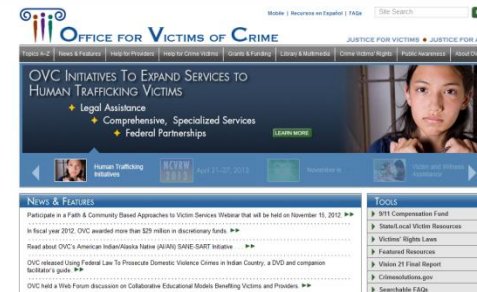 Mobile | Recursos en Español | FAQs
Site Search
OFFICE FOR VICTIMS OF CRIME
JUSTICE FOR VICTIMS • JUSTICE FOR
Topics A-Z | News & Features | Help for Providers | Help for Crime Victims | Grants & Funding | Library & Multimedia | Crime Victims' Rights | Public Awareness | About
OVC INITIATIVES TO EXPAND SERVICES TO
HUMAN TRAFFICKING VICTIMS
Legal Assistance
Comprehensive, Specialized Services
Federal Partnerships
LEARN MORE
Human Trafficking
Initiatives
NCVRW
2013
April 21-27, 2013
November is
Victim and Witness
Assistance
NEWS & FEATURES
Participate in a Faith & Community Based Approaches to Victim Services Webinar that will be held on November 15, 2012.
In fiscal year 2012, OVC awarded more than $29 million in discretionary funds.
Read about OVC's American Indian/Alaska Native (AI/AN) SANE-SART Initiative . . .
OVC released Using Federal Law To Prosecute Domestic Violence Crimes in Indian Country, a DVD and companion
facilitator's guide.
OVC held a Web Forum discussion on Collaborative Educational Models Benefiting Victims and Providers.
TOOLS
9/11 Compensation Fund
State/Local Victim Resources
Victims' Rights Laws
Featured Resources
Vision 21 Final Report
Crimesolutions.gov
Searchable FAQs